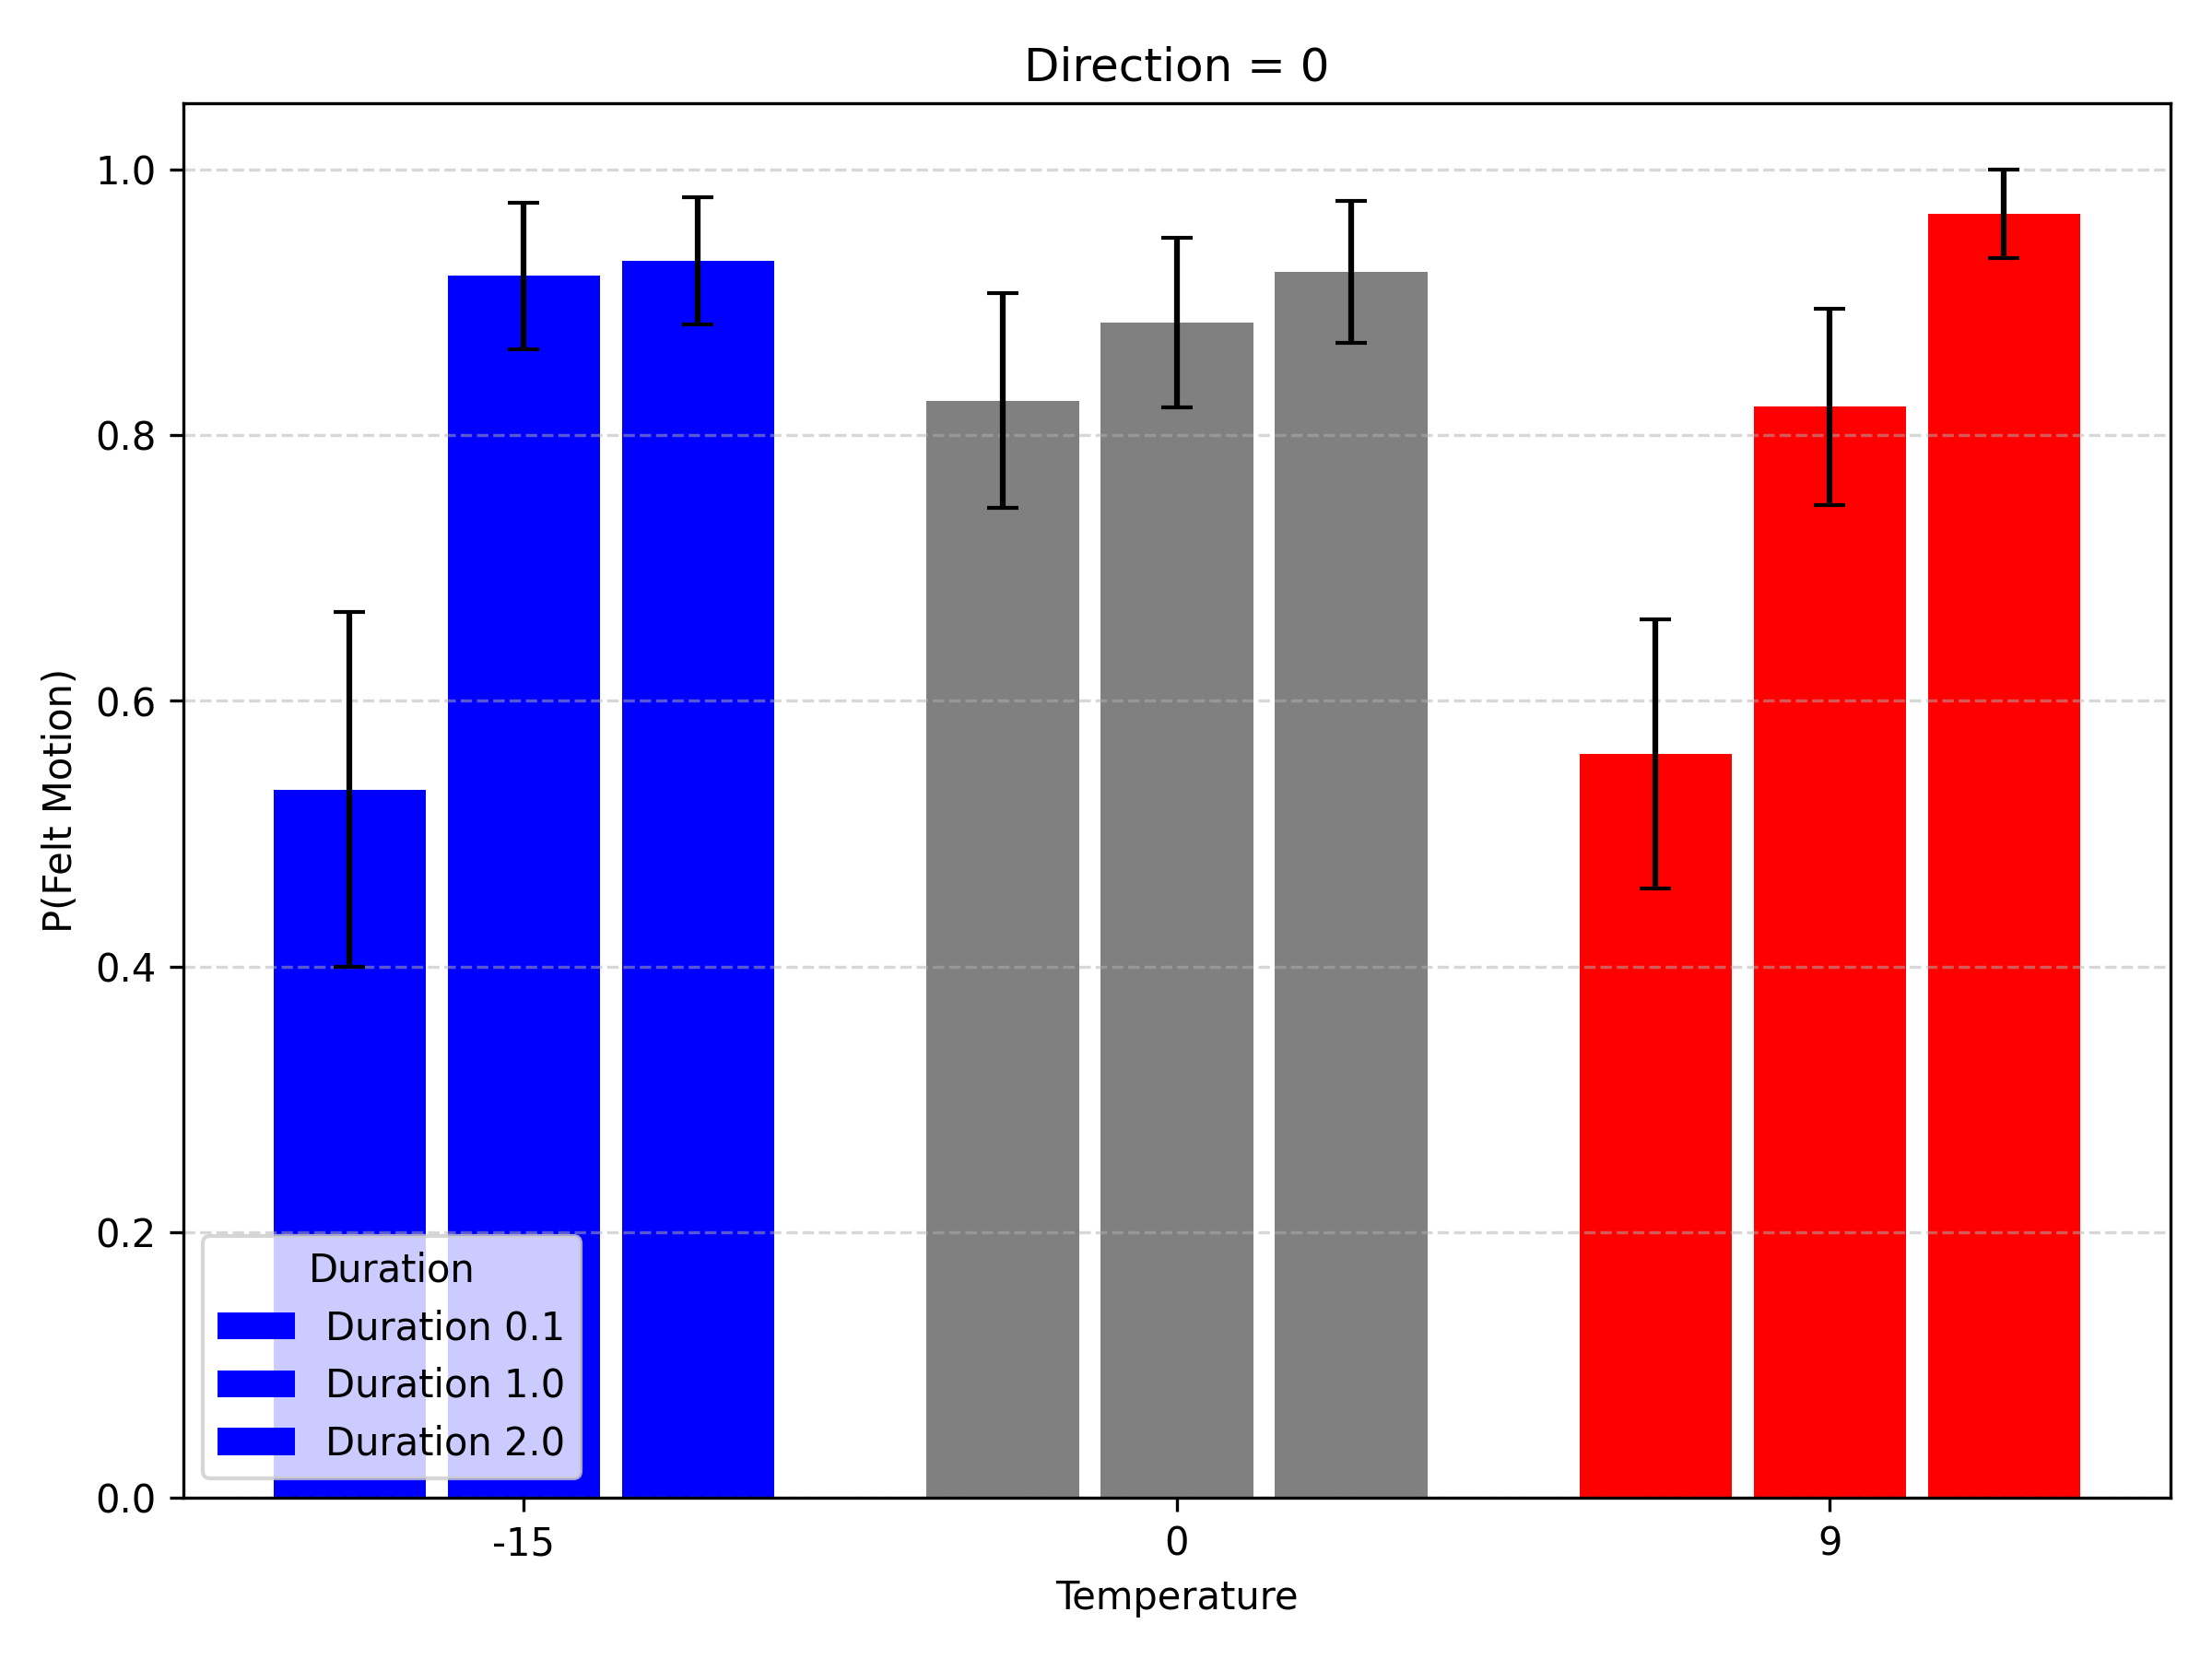 Direction = 0
1.0
0.8
0.6
0.4
0.2
0.0
P(Felt Motion)
Duration
Duration 0.1
Duration 1.0
Duration 2.0
-15
0
9
Temperature